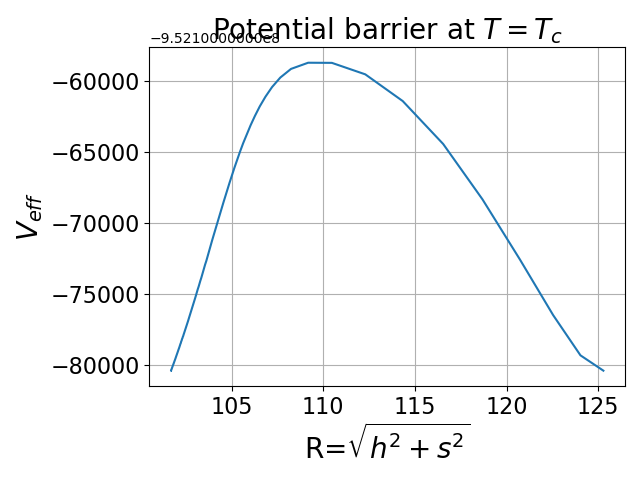 Potential barrier at $T = T_c$
−9.5210000000e8
−60000
−65000
−70000
−75000
−80000
$V_{eff}$
105 110 115 120 125
R=$\sqrt{h^2 + s^2}$